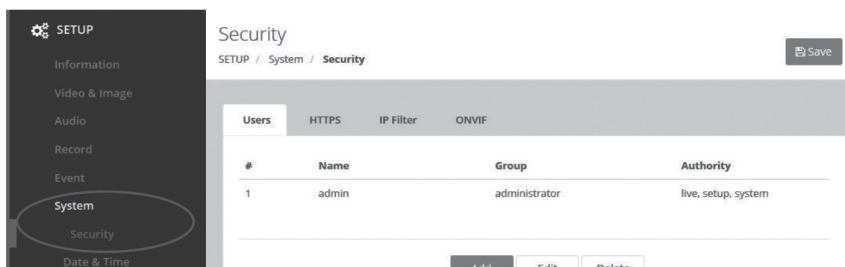 SETUP
Information
Video & Image
Audio
Record
Event
System
Security
Date & Time
Security
SETUP / System / Security
Save
Users HTTPS IP Filter ONVIF
# Name Group Authority
1 admin administrator live, setup, system
Add Edit Delete